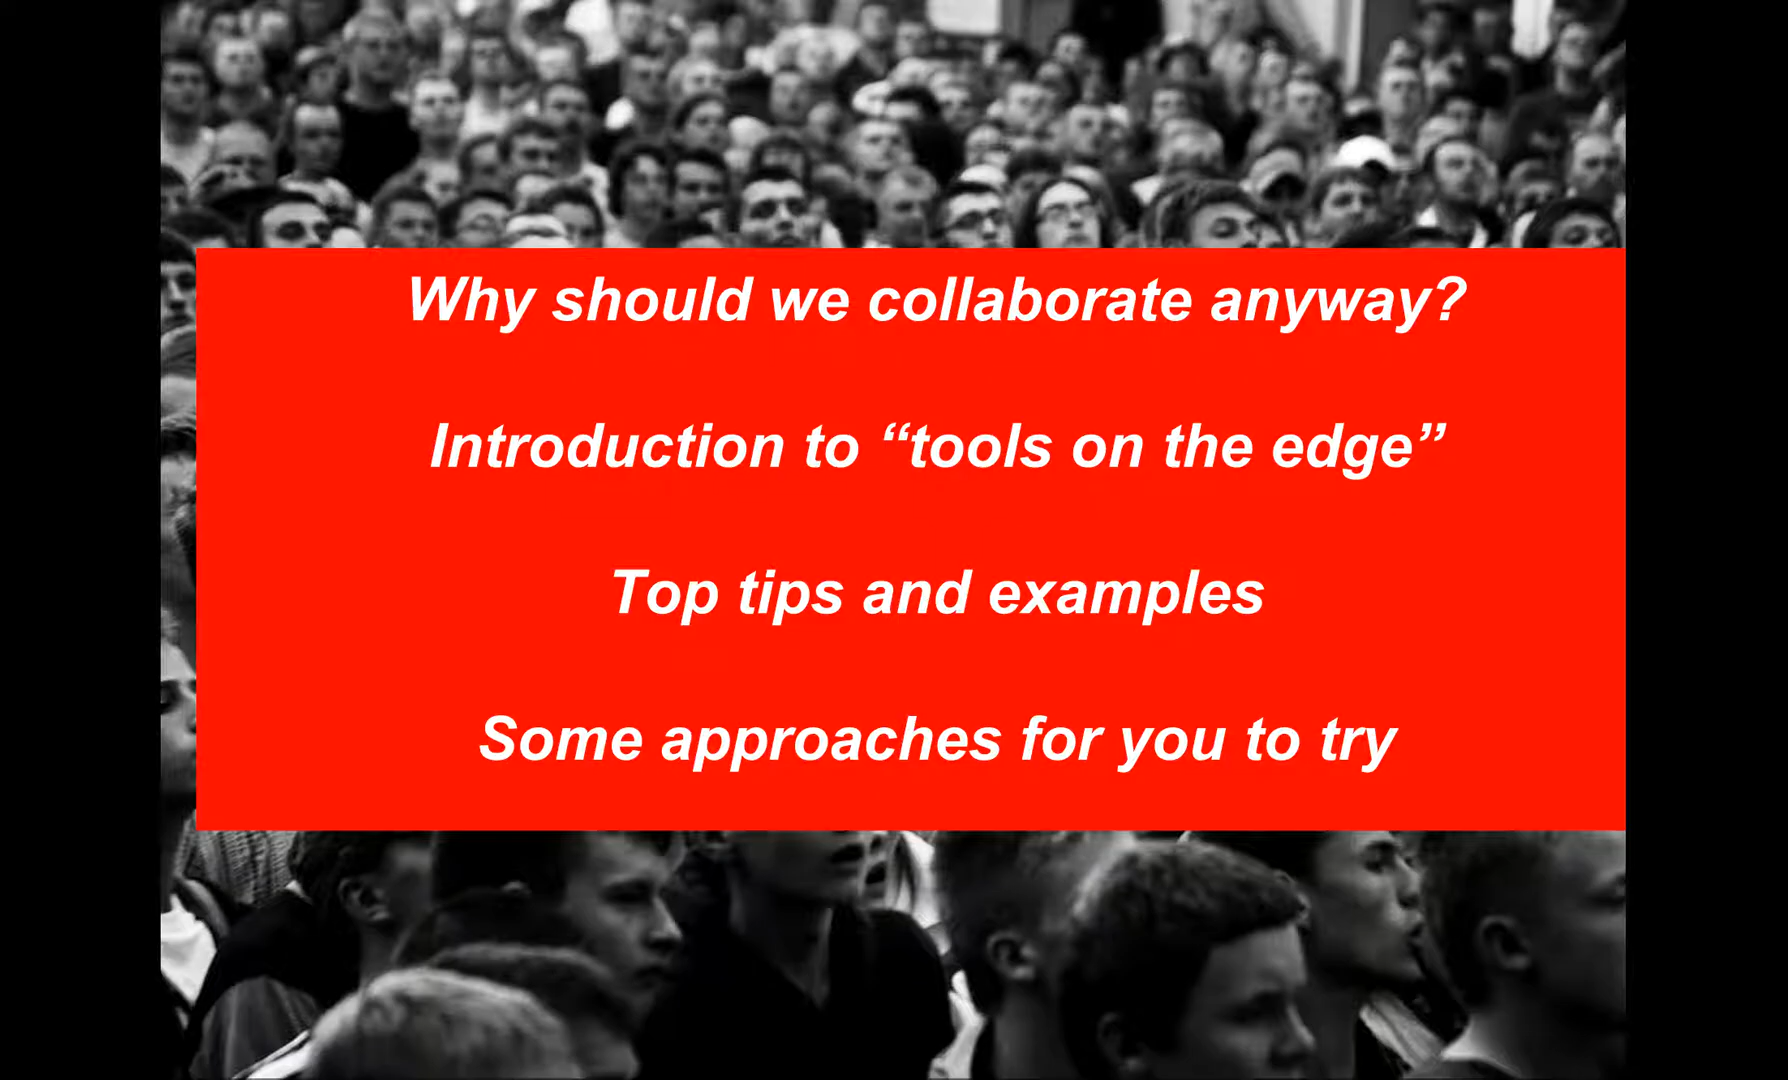 Why should we collaborate anyway?
Introduction to “tools on the edge”
Top tips and examples
Some approaches for you to try